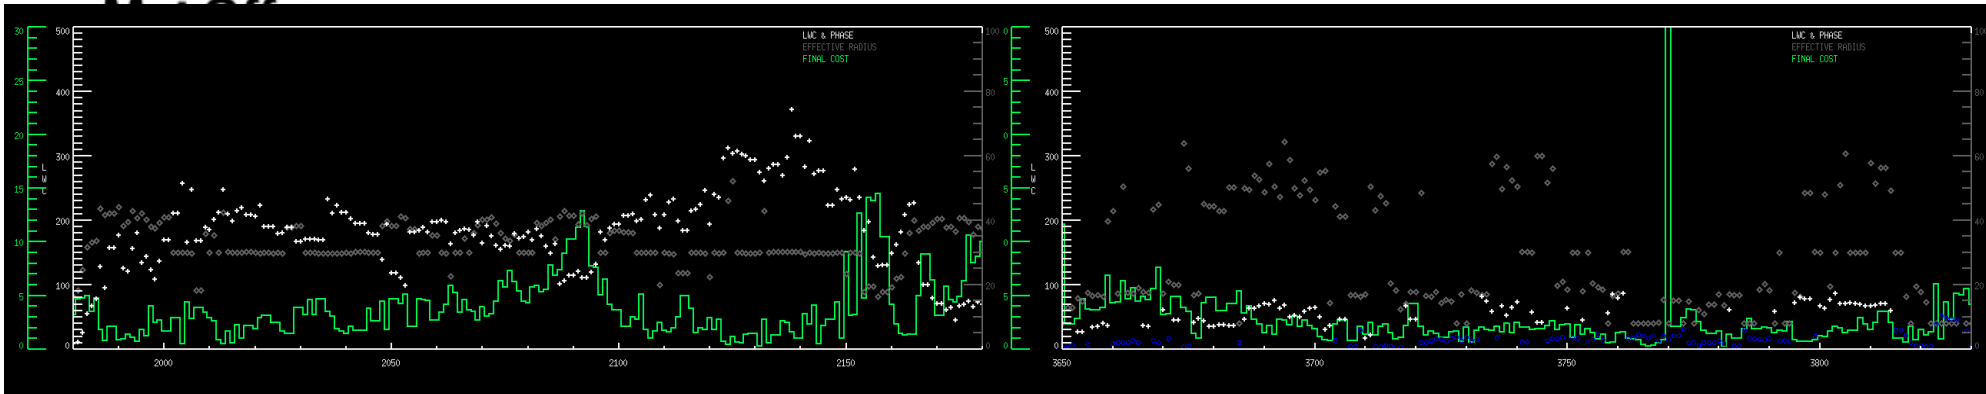 30 500 100 0 500 100
LWC & PHASE LWC & PHASE
EFFECTIVE RADIUS EFFECTIVE RADIUS
FINAL COST FINAL COST
25 5
400 80 400 80
20 0
300 60 300 60
LWC LWC
15 5
200 40 200 40
10 0
100 20 100 20
5 5
0 0 0 0 0 0
2000 2050 2100 2150 3650 3700 3750 3800